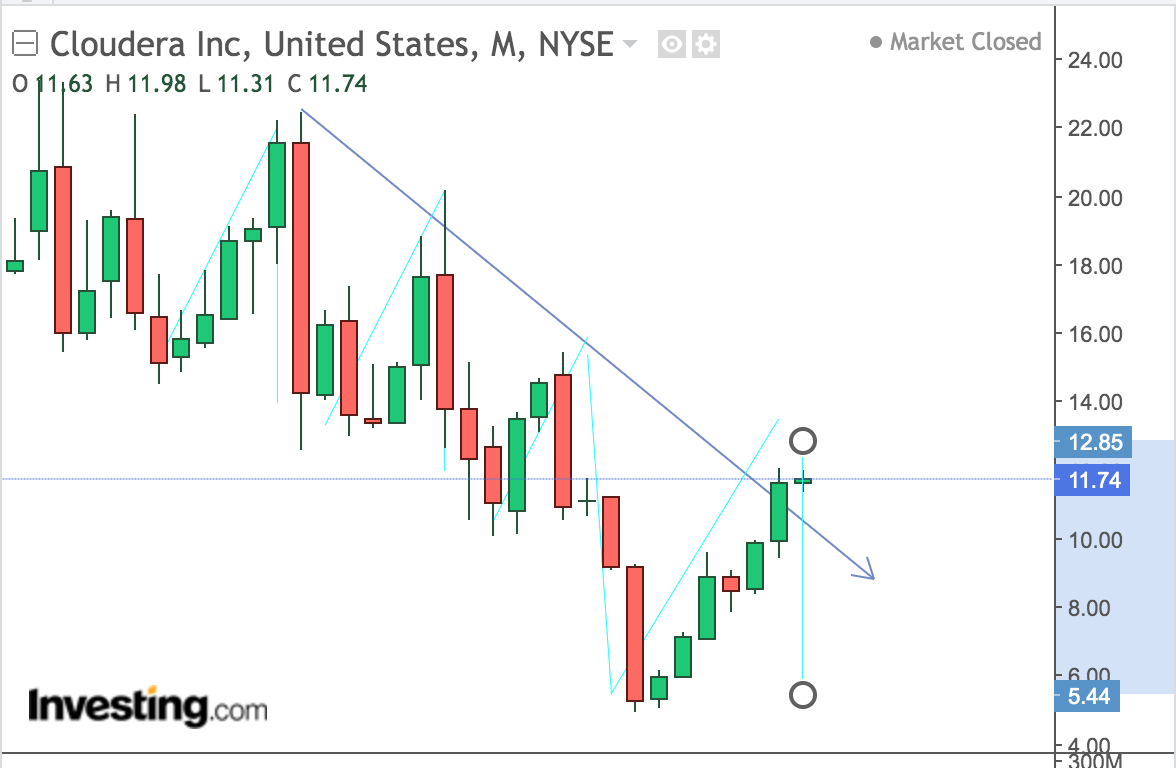 Cloudera Inc, United States, M, NYSE
Market Closed
O 11.63 H 11.98 L 11.31 C 11.74
24.00
22.00
20.00
18.00
16.00
14.00
12.85
11.74
10.00
8.00
6.00
5.44
4.00
300M
Investing.com